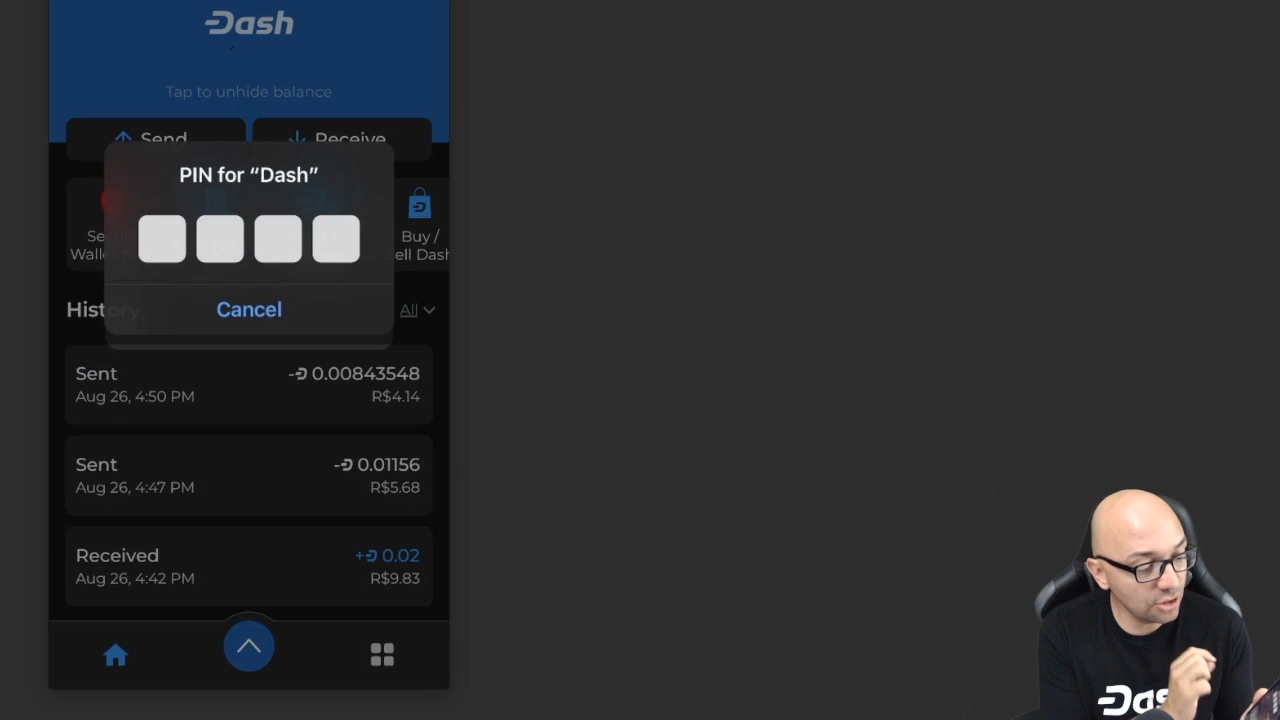 Dash
Tap to unhide balance
Send
Receive
PIN for “Dash”
Buy /
Sell Dash
Cancel
History
All
Sent
-0.00843548
Aug 26, 4:50 PM
R$4.14
Sent
-0.01156
Aug 26, 4:47 PM
R$5.68
Received
+0.02
Aug 26, 4:42 PM
R$9.83
Das